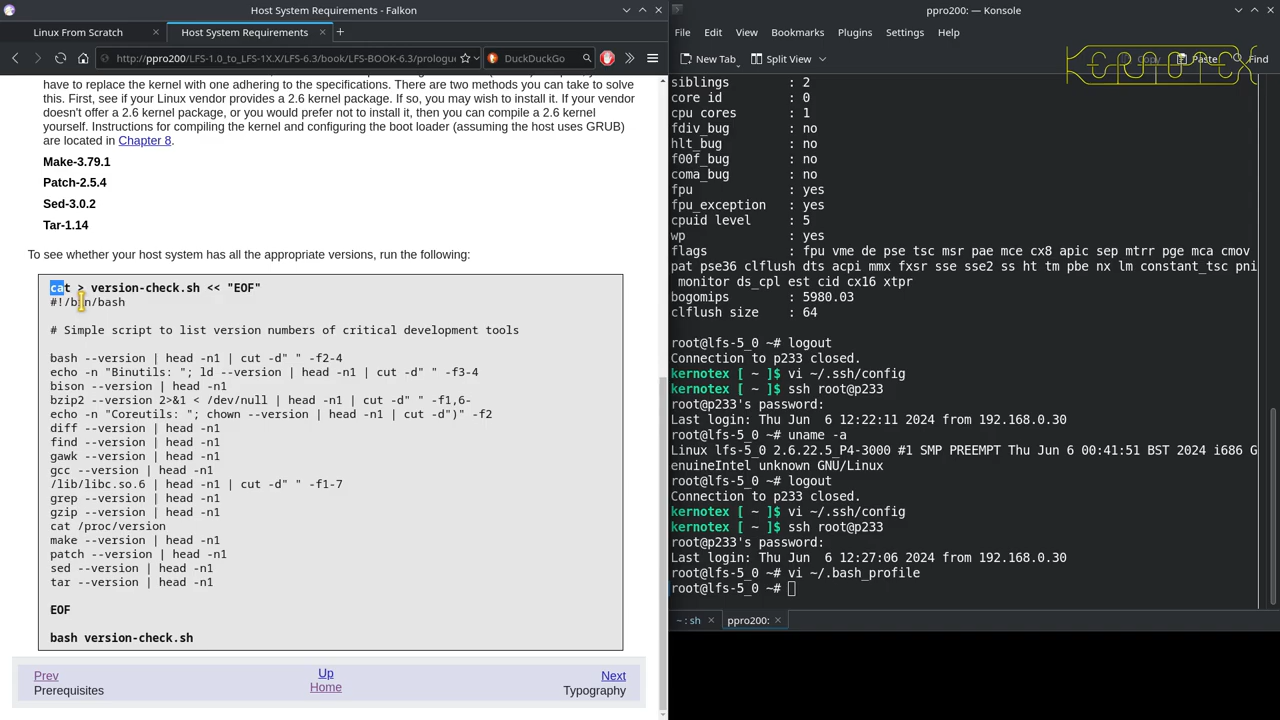 Host System Requirements - Falkon
Linux From Scratch
Host System Requirements
http://ppro200/LFS-1.0_to_LFS-1X.X/LFS-6.3/book/LFS-BOOK-6.3/prologue
DuckDuckGo
have to replace the kernel with one adhering to the specifications. There are two methods you can take to solve
this. First, see if your Linux vendor provides a 2.6 kernel package. If so, you may wish to install it. If your vendor
doesn't offer a 2.6 kernel package, or you would prefer not to install it, then you can compile a 2.6 kernel
yourself. Instructions for compiling the kernel and configuring the boot loader (assuming the host uses GRUB)
are located in Chapter 8.
Make-3.79.1
Patch-2.5.4
Sed-3.0.2
Tar-1.14
To see whether your host system has all the appropriate versions, run the following:
cat > version-check.sh << "EOF"
#!/bin/bash
# Simple script to list version numbers of critical development tools
bash --version | head -n1 | cut -d" " -f2-4
echo -n "Binutils: "; ld --version | head -n1 | cut -d" " -f3-4
bison --version | head -n1
bzip2 --version 2>&1 < /dev/null | head -n1 | cut -d" " -f1,6-
echo -n "Coreutils: "; chown --version | head -n1 | cut -d")" -f2
diff --version | head -n1
find --version | head -n1
gawk --version | head -n1
gcc --version | head -n1
/lib/libc.so.6 | head -n1 | cut -d" " -f1-7
grep --version | head -n1
gzip --version | head -n1
cat /proc/version
make --version | head -n1
patch --version | head -n1
sed --version | head -n1
tar --version | head -n1
EOF
bash version-check.sh
Prev
Up
Next
Prerequisites
Home
Typography
ppro200: — Konsole
File Edit View Bookmarks Plugins Settings Help
New Tab Split View Copy Paste Find
KERNOTEX
siblings : 2
core id : 0
cpu cores : 1
fdiv_bug : no
hlt_bug : no
f00f_bug : no
coma_bug : no
fpu : yes
fpu_exception : yes
cpuid level : 5
wp : yes
flags : fpu vme de pse tsc msr pae mce cx8 apic sep mtrr pge mca cmov
pat pse36 clflush dts acpi mmx fxsr sse sse2 ss ht tm pbe nx lm constant_tsc pni
monitor ds_cpl est cid cx16 xtpr
bogomips : 5980.03
clflush size : 64
root@lfs-5_0 ~# logout
Connection to p233 closed.
kernotex [ ~ ]$ vi ~/.ssh/config
kernotex [ ~ ]$ ssh root@p233
root@p233's password:
Last login: Thu Jun  6 12:22:11 2024 from 192.168.0.30
root@lfs-5_0 ~# uname -a
Linux lfs-5_0 2.6.22.5_P4-3000 #1 SMP PREEMPT Thu Jun 6 00:41:51 BST 2024 i686 G
enuineIntel unknown GNU/Linux
root@lfs-5_0 ~# logout
Connection to p233 closed.
kernotex [ ~ ]$ vi ~/.ssh/config
kernotex [ ~ ]$ ssh root@p233
root@p233's password:
Last login: Thu Jun  6 12:27:06 2024 from 192.168.0.30
root@lfs-5_0 ~# vi ~/.bash_profile
root@lfs-5_0 ~#
~ : sh
ppro200: